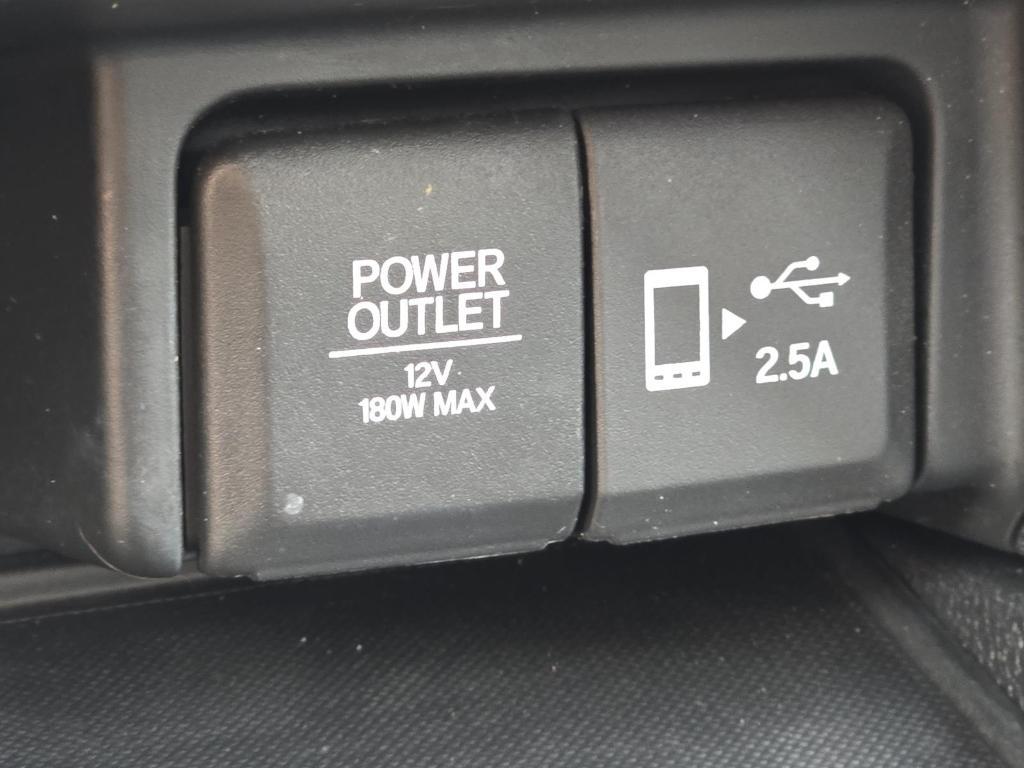 POWER
OUTLET
12V
180W MAX
2.5A